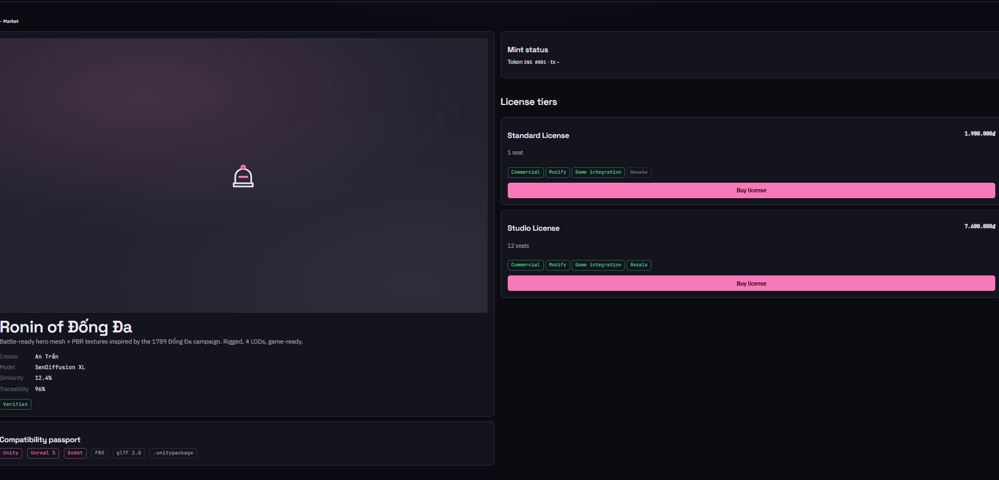 – Market
Ronin of Đống Đa
Battle-ready hero mesh + PBR textures inspired by the 1789 Đống Đa campaign. Rigged, 4 LODs, game-ready.
Creator An Trần
Model SenDiffusion XL
Similarity 12.4%
Traceability 96%
Verified
Compatibility passport
Unity Unreal 5 Godot FBX glTF 2.0 .unitypackage
Mint status
Token SNG #001 · tx —
License tiers
Standard License 1.900.000₫
1 seat
Commercial Modify Game integration Resale
Buy license
Studio License 7.600.000₫
12 seats
Commercial Modify Game integration Resale
Buy license